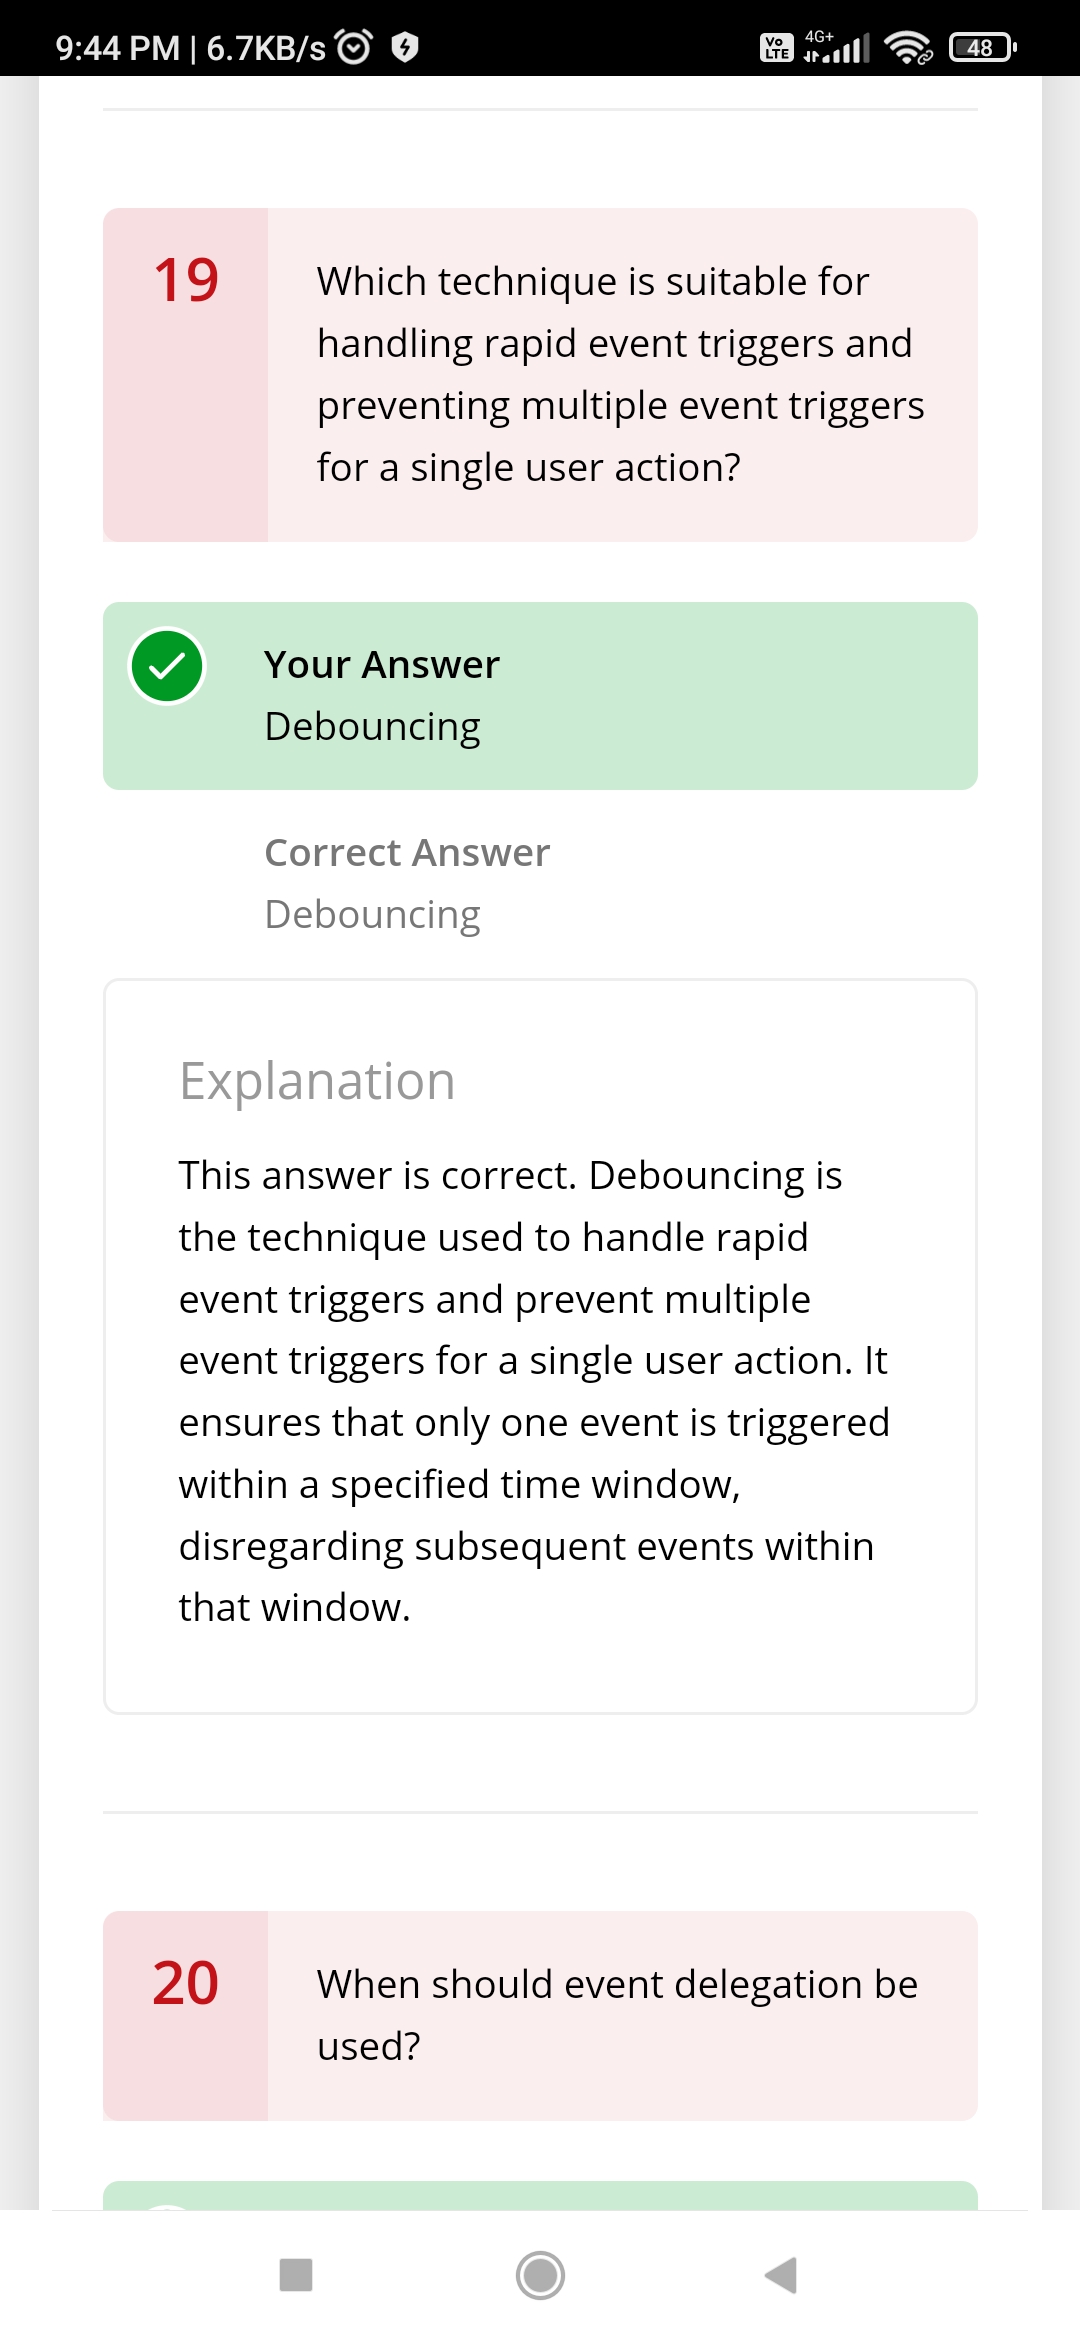 9:44 PM | 6.7KB/s Vo LTE 4G+ 48
19
Which technique is suitable for
handling rapid event triggers and
preventing multiple event triggers
for a single user action?
Your Answer
Debouncing
Correct Answer
Debouncing
Explanation
This answer is correct. Debouncing is
the technique used to handle rapid
event triggers and prevent multiple
event triggers for a single user action. It
ensures that only one event is triggered
within a specified time window,
disregarding subsequent events within
that window.
20
When should event delegation be
used?